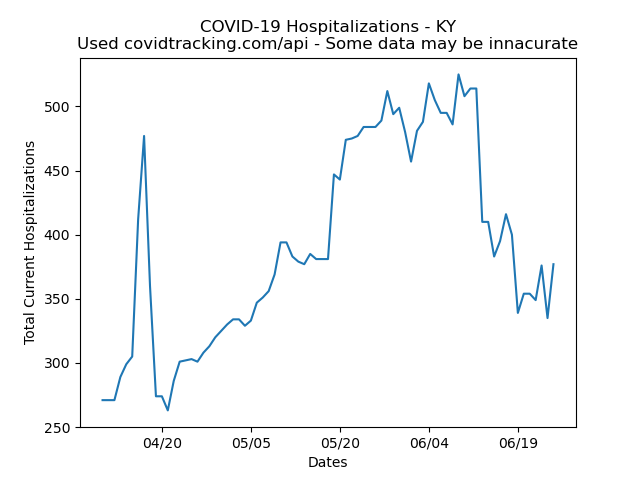 COVID-19 Hospitalizations - KY
Used covidtracking.com/api - Some data may be innacurate
Total Current Hospitalizations
500
450
400
350
300
250
04/20
05/05
05/20
06/04
06/19
Dates